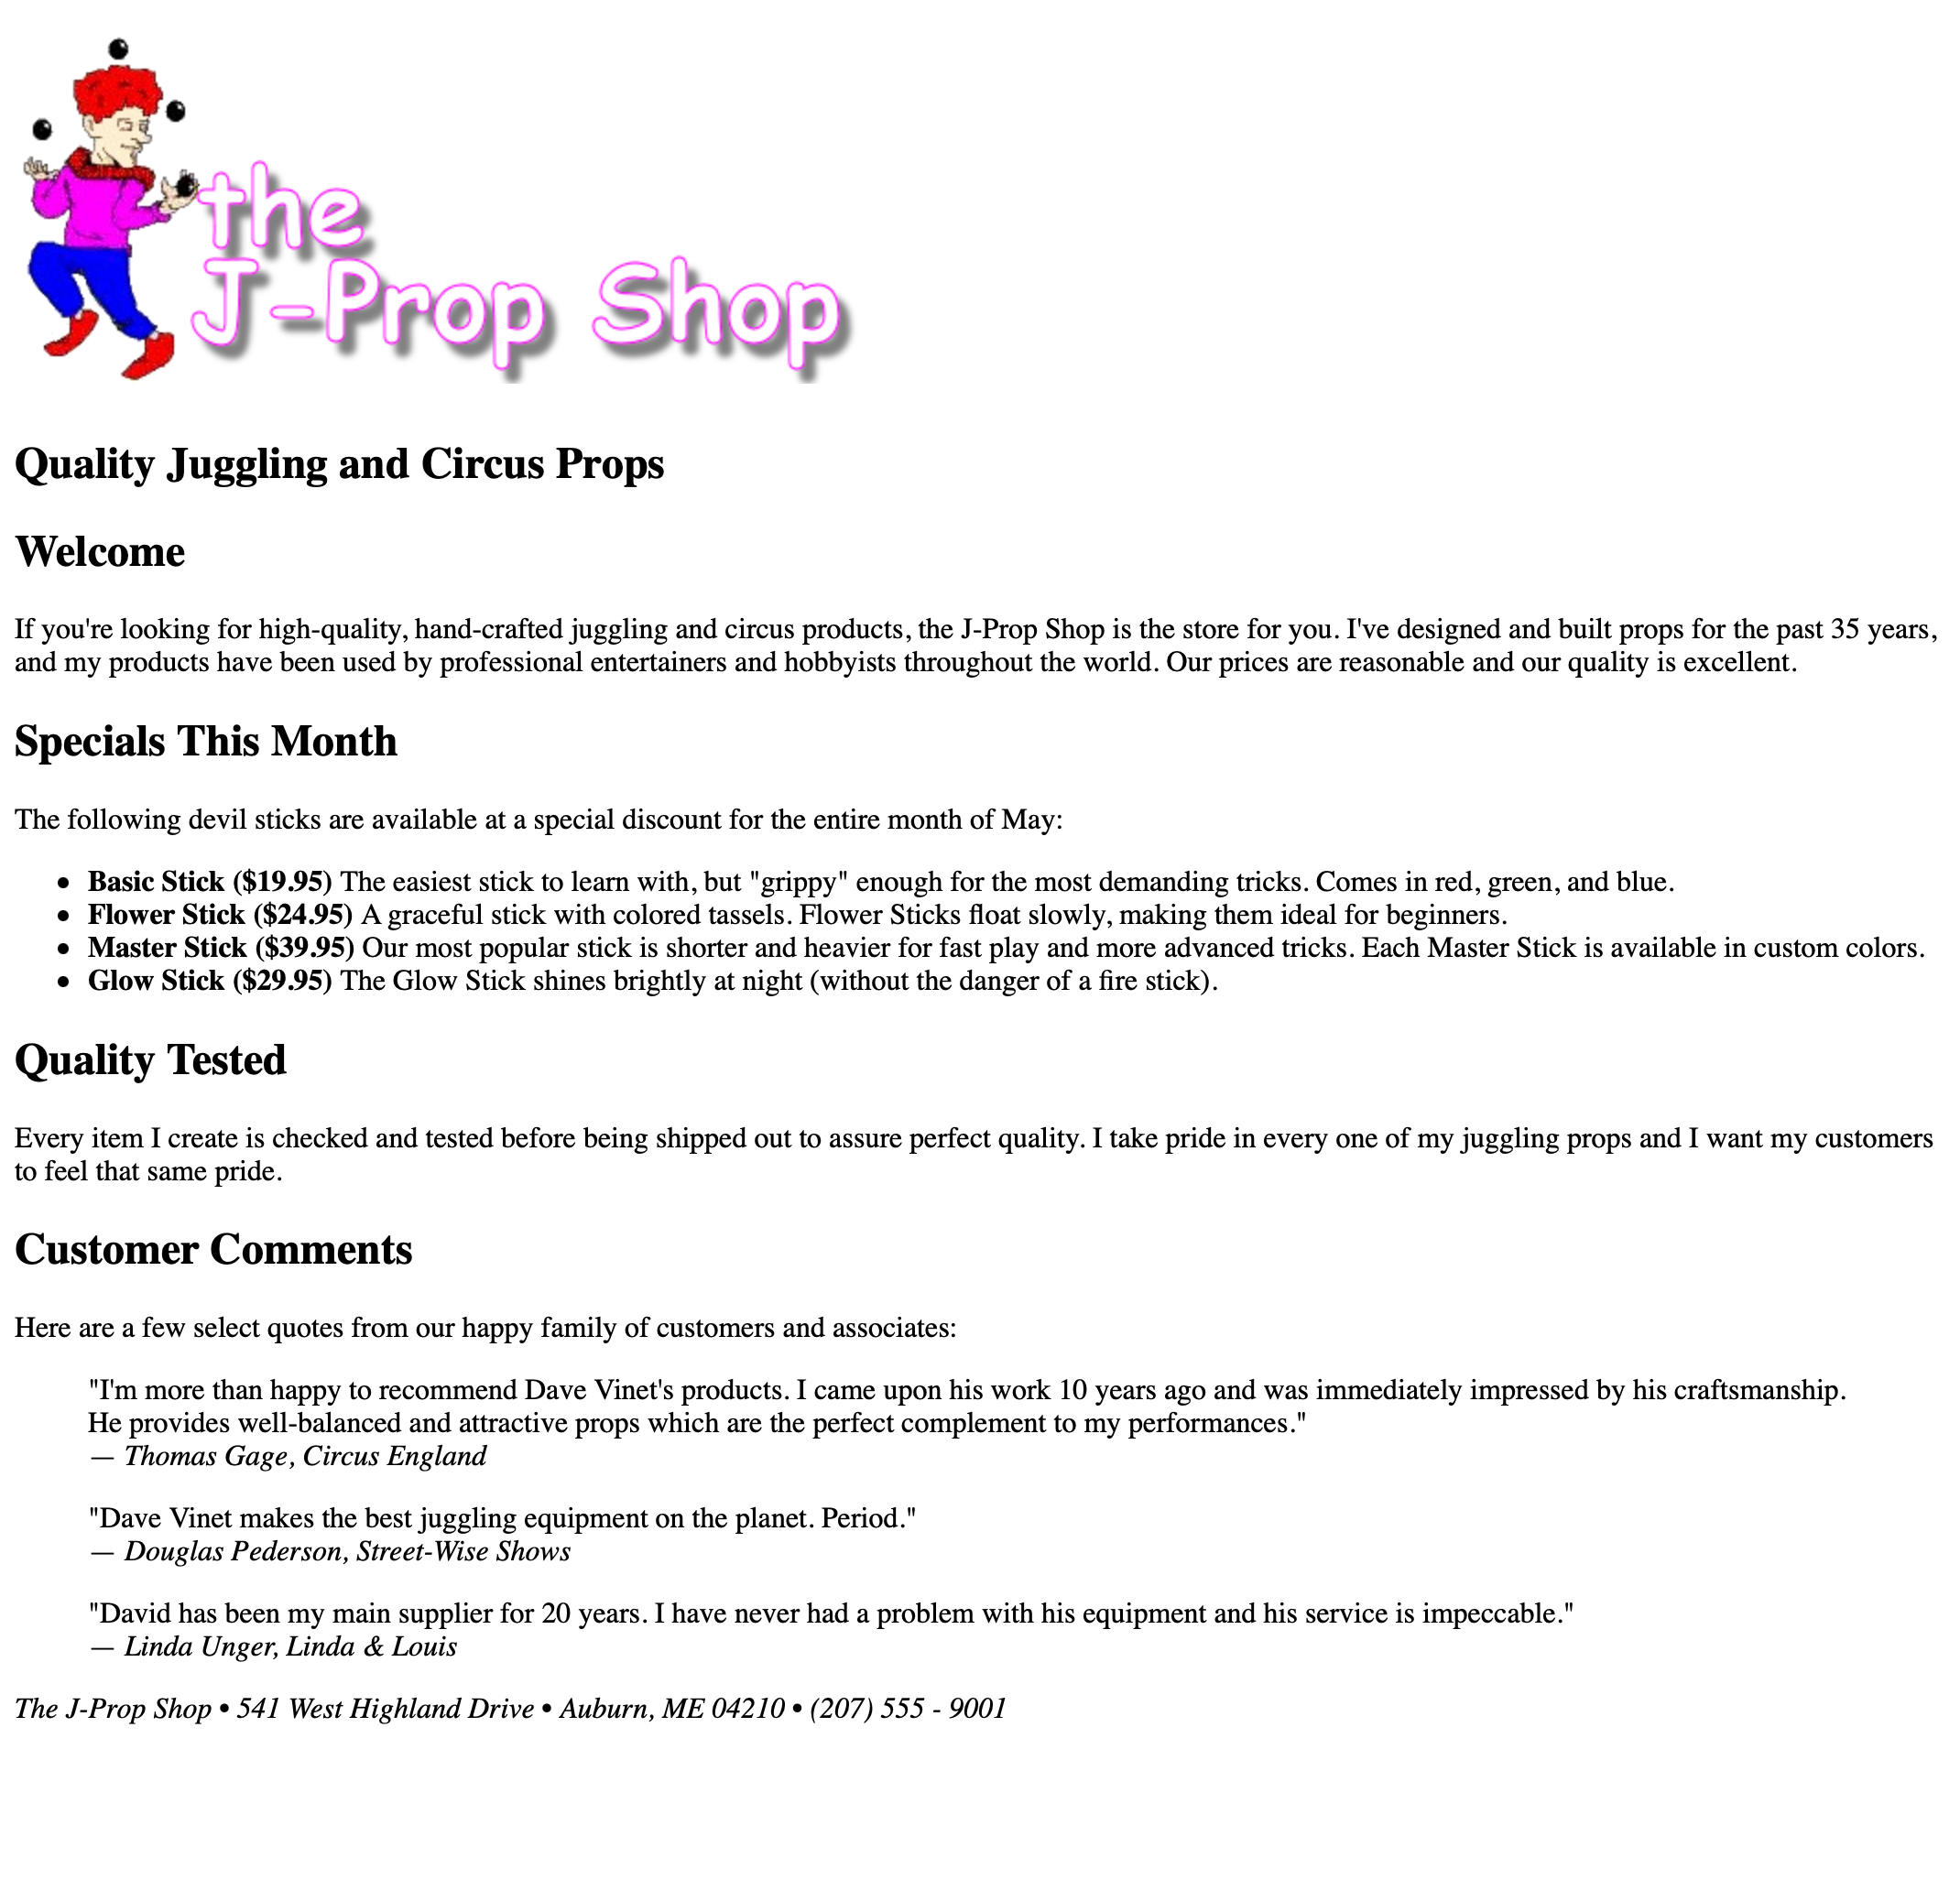 the
J-Prop Shop
Quality Juggling and Circus Props
Welcome
If you're looking for high-quality, hand-crafted juggling and circus products, the J-Prop Shop is the store for you. I've designed and built props for the past 35 years,
and my products have been used by professional entertainers and hobbyists throughout the world. Our prices are reasonable and our quality is excellent.
Specials This Month
The following devil sticks are available at a special discount for the entire month of May:
• Basic Stick ($19.95) The easiest stick to learn with, but "grippy" enough for the most demanding tricks. Comes in red, green, and blue.
• Flower Stick ($24.95) A graceful stick with colored tassels. Flower Sticks float slowly, making them ideal for beginners.
• Master Stick ($39.95) Our most popular stick is shorter and heavier for fast play and more advanced tricks. Each Master Stick is available in custom colors.
• Glow Stick ($29.95) The Glow Stick shines brightly at night (without the danger of a fire stick).
Quality Tested
Every item I create is checked and tested before being shipped out to assure perfect quality. I take pride in every one of my juggling props and I want my customers
to feel that same pride.
Customer Comments
Here are a few select quotes from our happy family of customers and associates:
"I'm more than happy to recommend Dave Vinet's products. I came upon his work 10 years ago and was immediately impressed by his craftsmanship.
He provides well-balanced and attractive props which are the perfect complement to my performances."
— Thomas Gage, Circus England
"Dave Vinet makes the best juggling equipment on the planet. Period."
— Douglas Pederson, Street-Wise Shows
"David has been my main supplier for 20 years. I have never had a problem with his equipment and his service is impeccable."
— Linda Unger, Linda & Louis
The J-Prop Shop • 541 West Highland Drive • Auburn, ME 04210 • (207) 555 - 9001